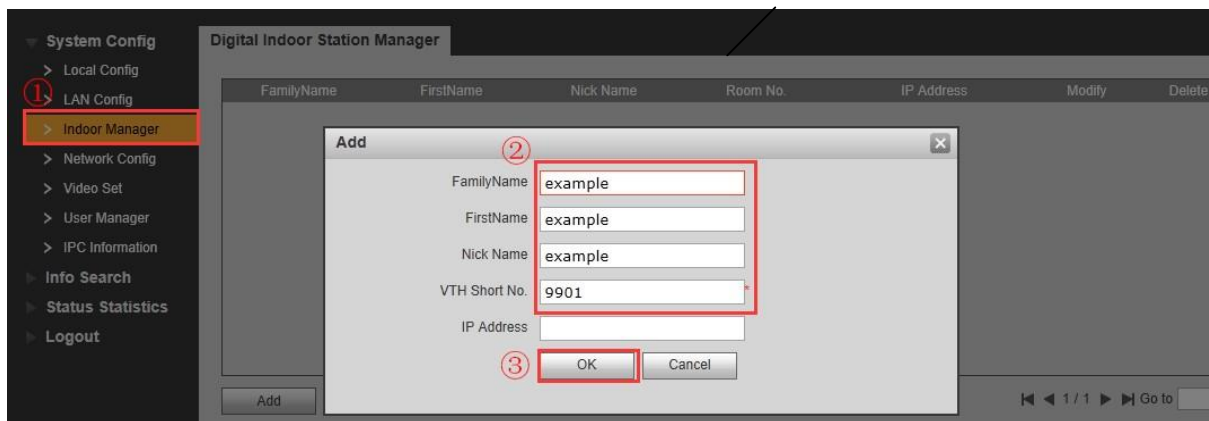 System Config
Digital Indoor Station Manager
> Local Config
①
> LAN Config
FamilyName FirstName Nick Name Room No. IP Address Modify Delete
> Indoor Manager
Add
②
> Network Config
FamilyName example
> Video Set
> User Manager
FirstName example
> IPC Information
Nick Name example
Info Search
VTH Short No. 9901 *
Status Statistics
IP Address
Logout
③ OK Cancel
Add 1 / 1 Go to